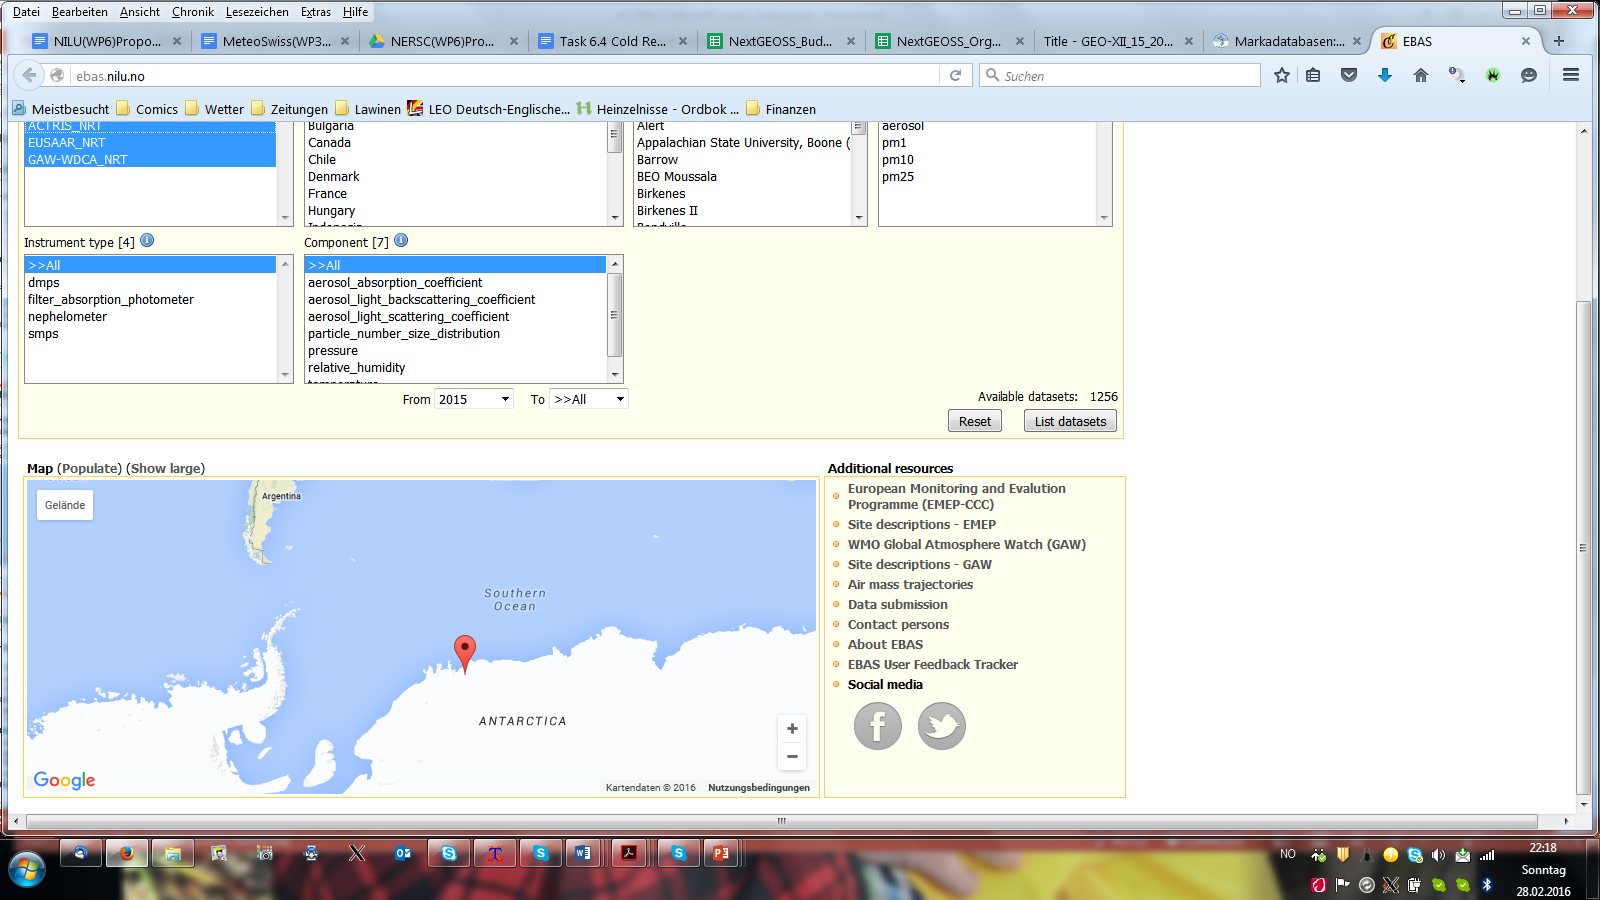 Datei Bearbeiten Ansicht Chronik Lesezeichen Extras Hilfe
NILU(WP6)Propo... MeteoSwiss(WP3... NERSC(WP6)Pro... Task 6.4 Cold Re... NextGEOSS_Bud... NextGEOSS_Org... Title - GEO-XII_15_20... Markadatabasen:... EBAS
ebas.nilu.no Suchen
Meistbesucht Comics Wetter Zeitungen Lawinen LEO Deutsch-Englische... Heinzelnisse - Ordbok ... Finanzen
ACTRIS_NRT Bulgaria Alert aerosol
EUSAAR_NRT Canada Appalachian State University, Boone ( pm1
GAW-WDCA_NRT Chile Barrow pm10
Denmark BEO Moussala pm25
France Birkenes
Hungary Birkenes II
Indonesia Bondville
Instrument type [4] Component [7]
>>All >>All
dmps aerosol_absorption_coefficient
filter_absorption_photometer aerosol_light_backscattering_coefficient
nephelometer aerosol_light_scattering_coefficient
smps particle_number_size_distribution
pressure
relative_humidity
temperature
From 2015 To >>All Available datasets: 1256
Reset List datasets
Map (Populate) (Show large) Additional resources
Gelände
Argentina
Southern
Ocean
ANTARCTICA
+
−
Google
Kartendaten © 2016 Nutzungsbedingungen
European Monitoring and Evalution
Programme (EMEP-CCC)
Site descriptions - EMEP
WMO Global Atmosphere Watch (GAW)
Site descriptions - GAW
Air mass trajectories
Data submission
Contact persons
About EBAS
EBAS User Feedback Tracker
Social media
NO 22:18
Sonntag
28.02.2016